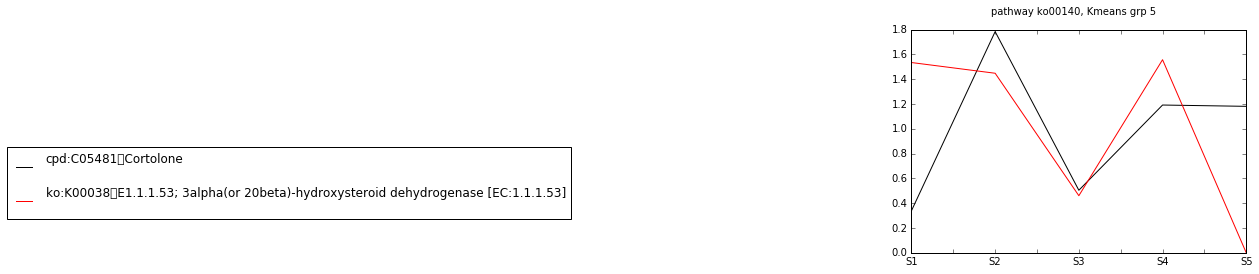 pathway ko00140, Kmeans grp 5
cpd:C05481▯Cortolone
ko:K00038▯E1.1.1.53; 3alpha(or 20beta)-hydroxysteroid dehydrogenase [EC:1.1.1.53]
1.8
1.6
1.4
1.2
1.0
0.8
0.6
0.4
0.2
0.0
S1 S2 S3 S4 S5